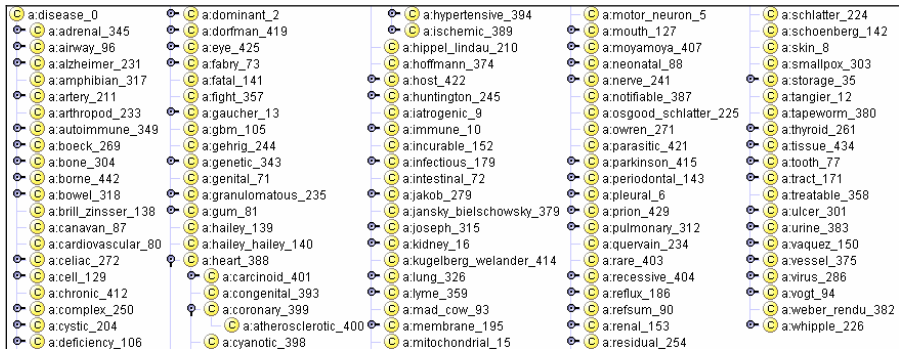 a:disease_0
a:adrenal_345
a:airway_96
a:alzheimer_231
a:amphibian_317
a:artery_211
a:arthropod_233
a:autoimmune_349
a:boeck_269
a:bone_304
a:borne_442
a:bowel_318
a:brill_zinsser_138
a:canavan_87
a:cardiovascular_80
a:celiac_272
a:cell_129
a:chronic_412
a:complex_250
a:cystic_204
a:deficiency_106
a:dominant_2
a:dorfman_419
a:eye_425
a:fabry_73
a:fatal_141
a:fight_357
a:gaucher_13
a:gbm_105
a:gehrig_244
a:genetic_343
a:genital_71
a:granulomatous_235
a:gum_81
a:hailey_139
a:hailey_hailey_140
a:heart_388
a:carcinoid_401
a:congenital_393
a:coronary_399
a:atherosclerotic_400
a:cyanotic_398
a:hypertensive_394
a:ischemic_389
a:hippel_lindau_210
a:hoffmann_374
a:host_422
a:huntington_245
a:iatrogenic_9
a:immune_10
a:incurable_152
a:infectious_179
a:intestinal_72
a:jakob_279
a:jansky_bielschowsky_379
a:joseph_315
a:kidney_16
a:kugelberg_welander_414
a:lung_326
a:lyme_359
a:mad_cow_93
a:membrane_195
a:mitochondrial_15
a:motor_neuron_5
a:mouth_127
a:moyamoya_407
a:neonatal_88
a:nerve_241
a:notifiable_387
a:osgood_schlatter_225
a:owren_271
a:parasitic_421
a:parkinson_415
a:periodontal_143
a:pleural_6
a:prion_429
a:pulmonary_312
a:quervain_234
a:rare_403
a:recessive_404
a:reflux_186
a:refsum_90
a:renal_153
a:residual_254
a:schlatter_224
a:schoenberg_142
a:skin_8
a:smallpox_303
a:storage_35
a:tangier_12
a:tapeworm_380
a:thyroid_261
a:tissue_434
a:tooth_77
a:tract_171
a:treatable_358
a:ulcer_301
a:urine_383
a:vaquez_150
a:vessel_375
a:virus_286
a:vogt_94
a:weber_rendu_382
a:whipple_226